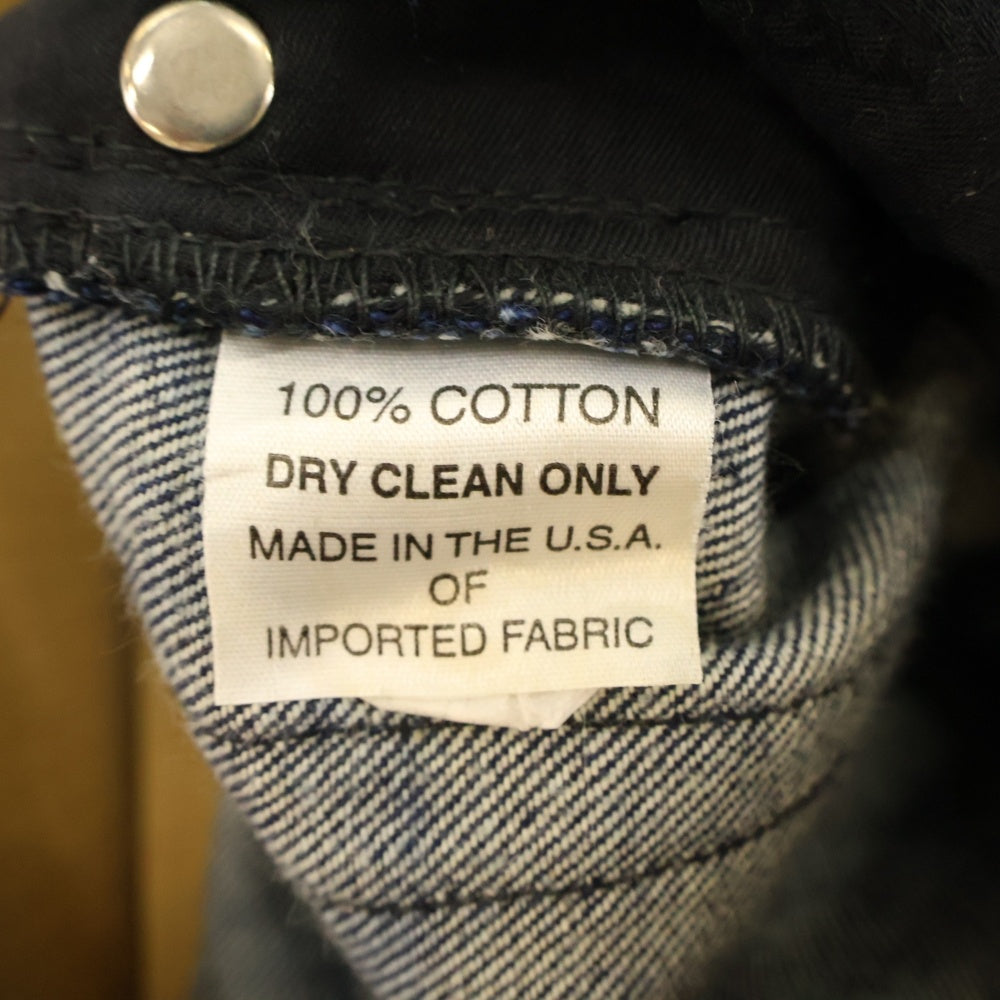 100% COTTON
DRY CLEAN ONLY
MADE IN THE U.S.A.
OF
IMPORTED FABRIC